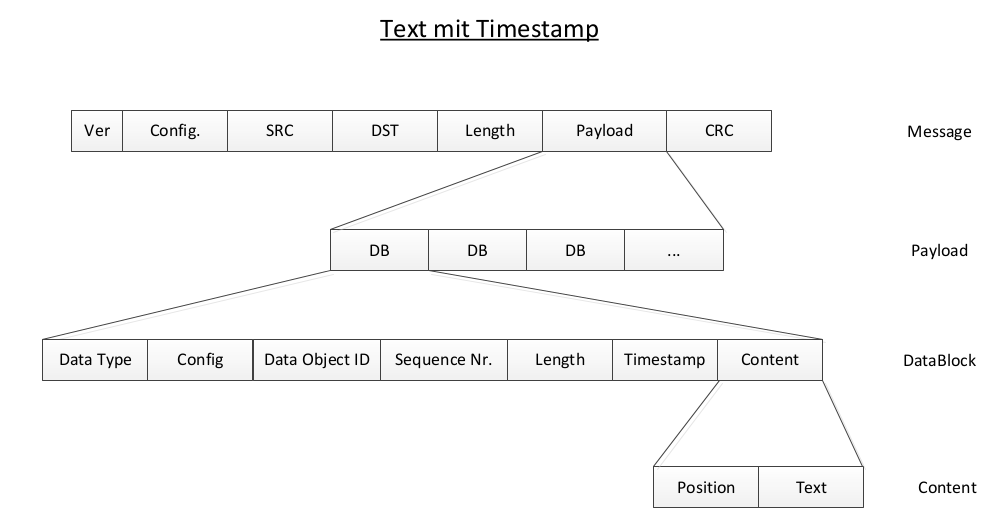 Text mit Timestamp
Ver Config. SRC DST Length Payload CRC Message
DB DB DB ... Payload
Data Type Config Data Object ID Sequence Nr. Length Timestamp Content DataBlock
Position Text Content